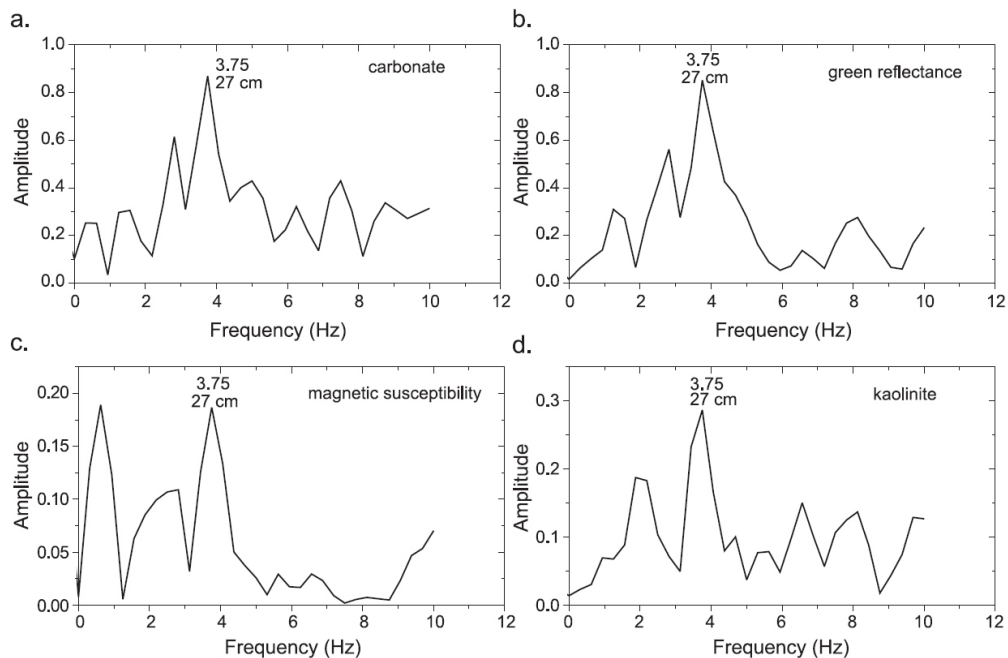 a.
1.0
0.8
0.6
0.4
0.2
0.0
Amplitude
3.75
27 cm
carbonate
0 2 4 6 8 10 12
Frequency (Hz)
b.
1.0
0.8
0.6
0.4
0.2
0.0
Amplitude
3.75
27 cm
green reflectance
0 2 4 6 8 10 12
Frequency (Hz)
c.
0.20
0.15
0.10
0.05
0.00
Amplitude
3.75
27 cm
magnetic susceptibility
0 2 4 6 8 10 12
Frequency (Hz)
d.
0.3
0.2
0.1
0.0
Amplitude
3.75
27 cm
kaolinite
0 2 4 6 8 10 12
Frequency (Hz)